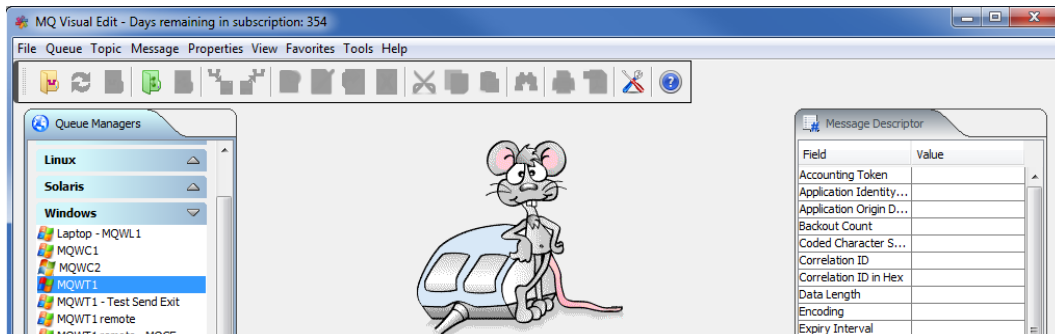 MQ Visual Edit - Days remaining in subscription: 354
File Queue Topic Message Properties View Favorites Tools Help
Queue Managers
Linux
Solaris
Windows
Laptop - MQWL1
MQWC1
MQWC2
MQWT1
MQWT1 - Test Send Exit
MQWT1 remote
Message Descriptor
Field Value
Accounting Token
Application Identity...
Application Origin D...
Backout Count
Coded Character S...
Correlation ID
Correlation ID in Hex
Data Length
Encoding
Expiry Interval